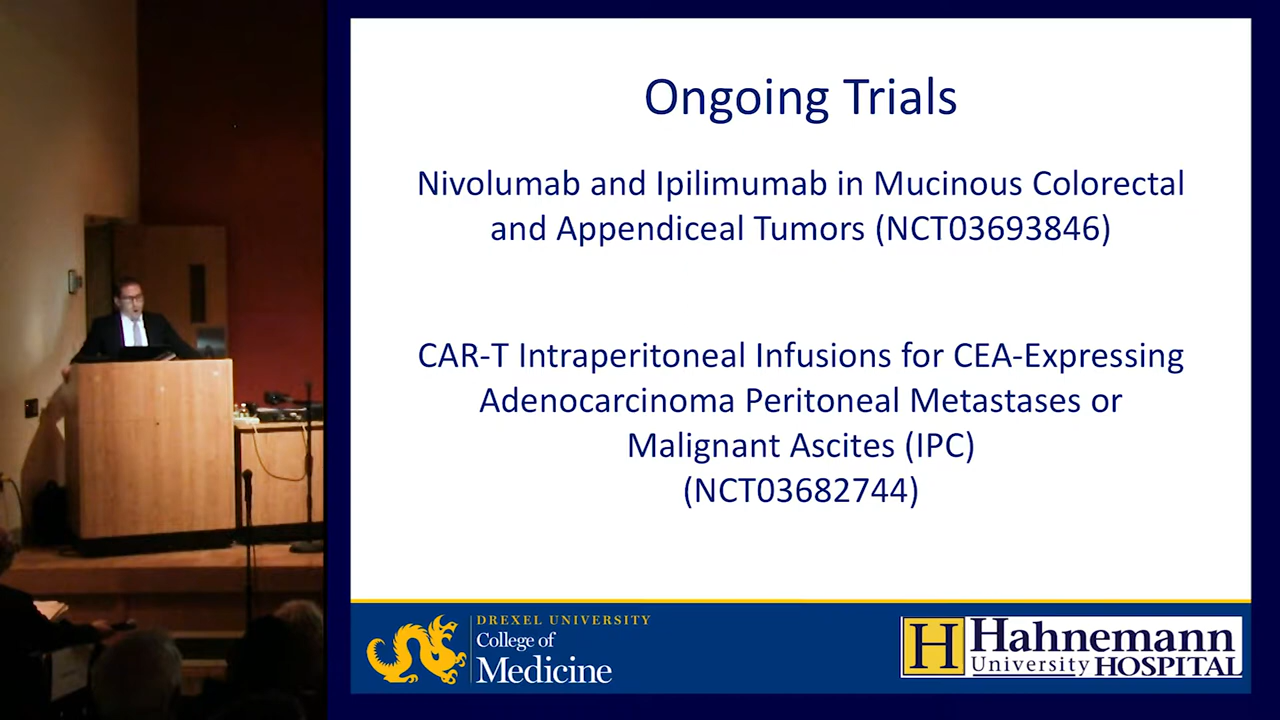 Ongoing Trials
Nivolumab and Ipilimumab in Mucinous Colorectal
and Appendiceal Tumors (NCT03693846)
CAR-T Intraperitoneal Infusions for CEA-Expressing
Adenocarcinoma Peritoneal Metastases or
Malignant Ascites (IPC)
(NCT03682744)
DREXEL UNIVERSITY
College of
Medicine
H Hahnemann
University HOSPITAL